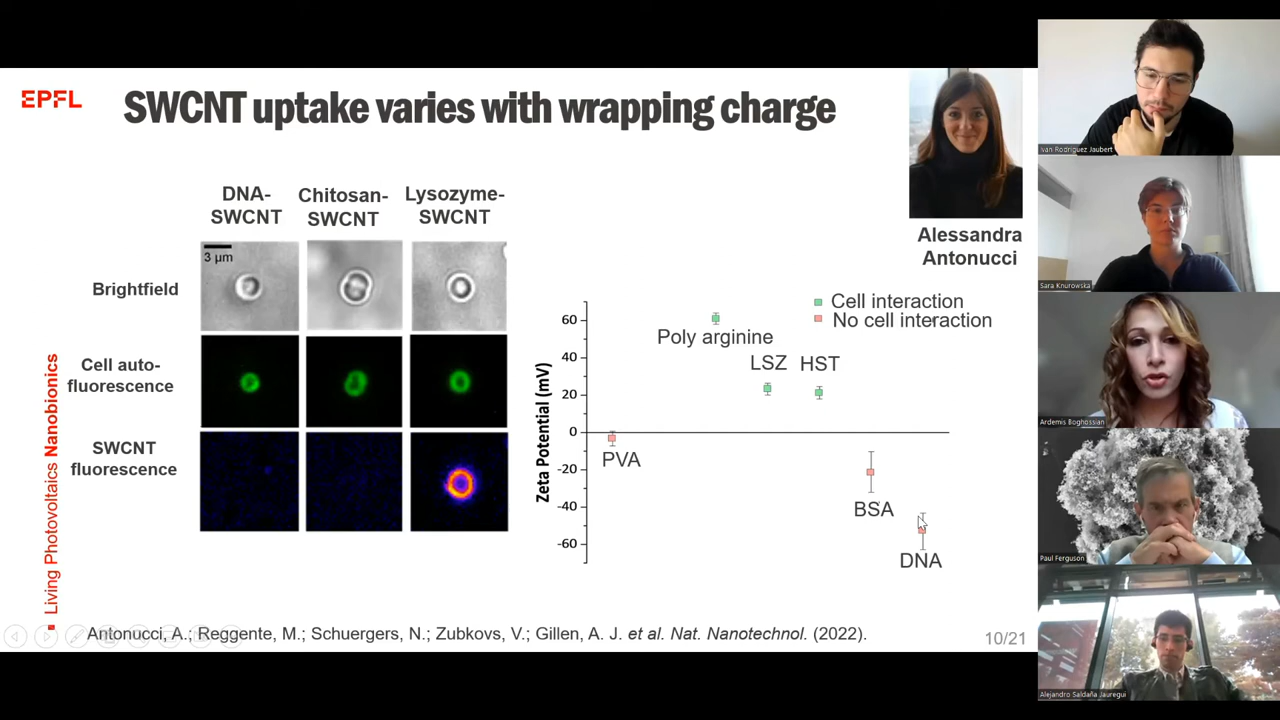 EPFL
SWCNT uptake varies with wrapping charge
Alessandra
Antonucci
DNA-
SWCNT
Chitosan-
SWCNT
Lysozyme-
SWCNT
3 µm
Brightfield
Cell auto-
fluorescence
SWCNT
fluorescence
Living Photovoltaics Nanobionics
Zeta Potential (mV)
60
40
20
0
-20
-40
-60
Cell interaction
No cell interaction
Poly arginine
LSZ
HST
PVA
BSA
DNA
Antonucci, A.; Reggente, M.; Schuergers, N.; Zubkovs, V.; Gillen, A. J. et al. Nat. Nanotechnol. (2022).
10/21
Ivan Rodriguez Jaubert
Sara Knurowska
Ardemis Boghossian
Paul Ferguson
Alejandro Saldaña Jauregui